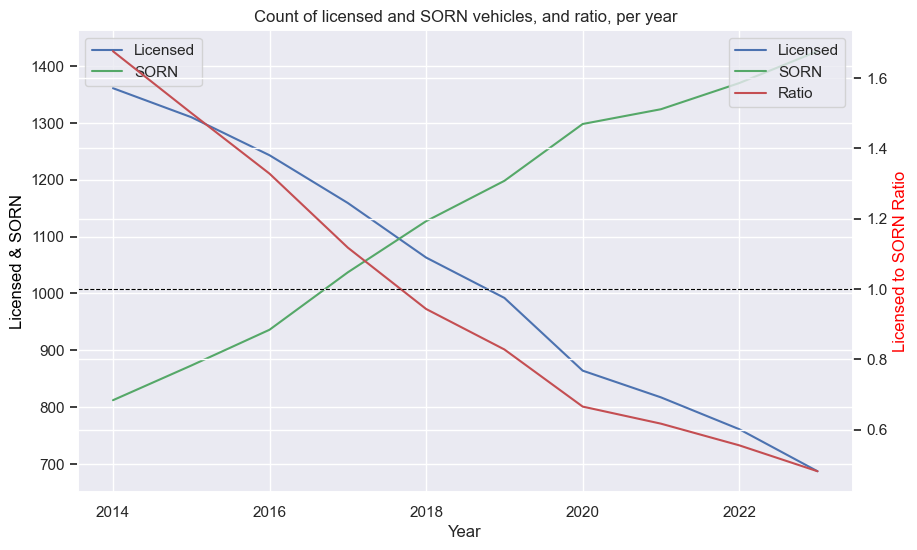 Count of licensed and SORN vehicles, and ratio, per year
Licensed
SORN
Licensed
SORN
Ratio
1400
1300
1200
1100
1000
900
800
700
Licensed & SORN
1.6
1.4
1.2
1.0
0.8
0.6
Licensed to SORN Ratio
2014
2016
2018
2020
2022
Year